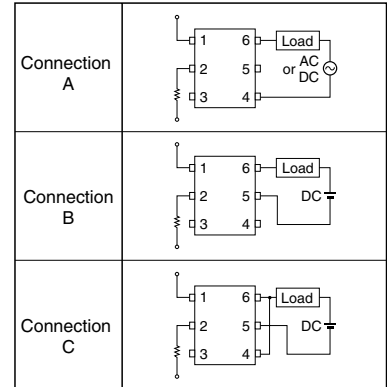 Connection
A
1 6 Load
2 5 or AC
DC
3 4
Connection
B
1 6 Load
2 5 DC
3 4
Connection
C
1 6 Load
2 5 DC
3 4